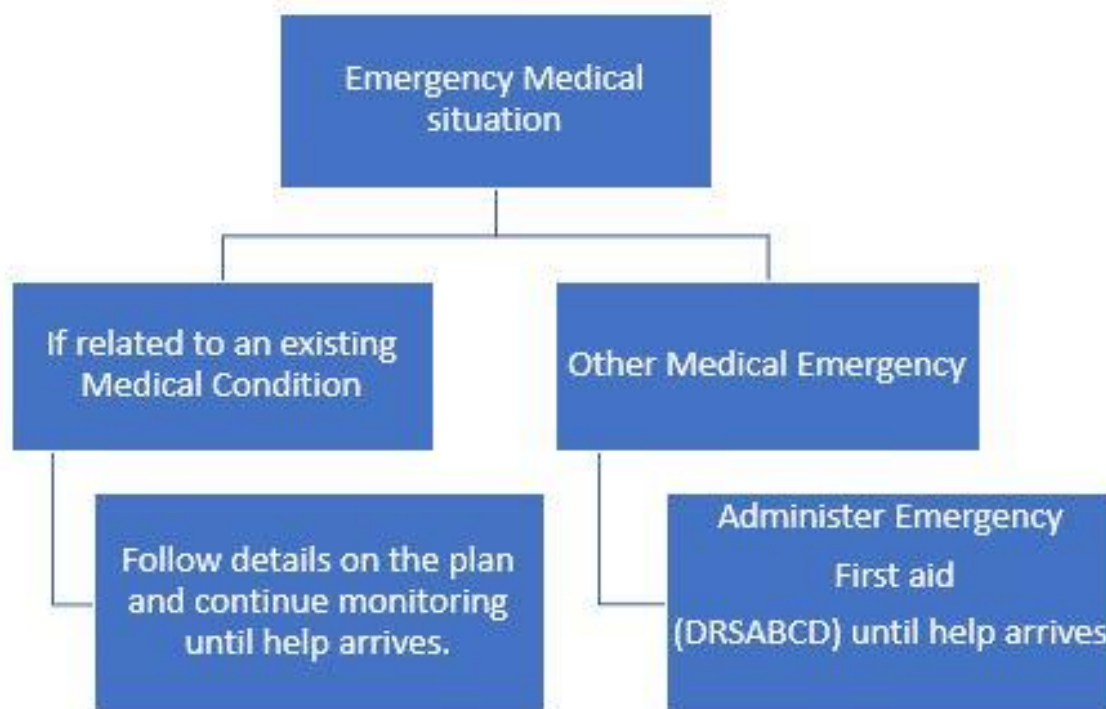 Emergency Medical
situation
If related to an existing
Medical Condition
Other Medical Emergency
Follow details on the plan
and continue monitoring
until help arrives.
Administer Emergency
First aid
(DRSABCD) until help arrives